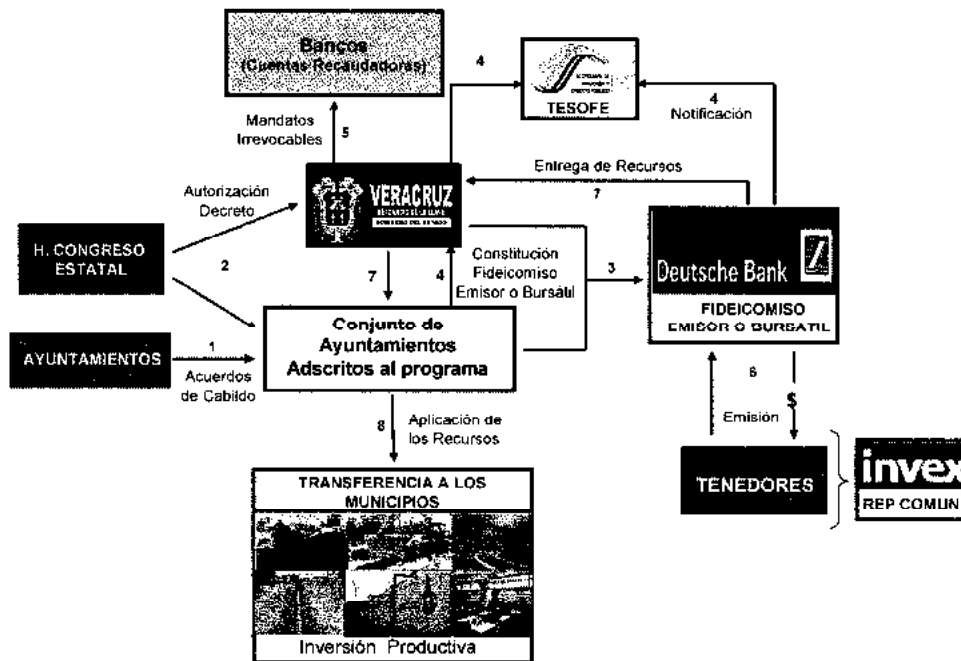 Bancos
(Cuentas Recaudadoras)
4
TESOFE
4
Notificación
Mandatos
Irrevocables
5
Entrega de Recursos
7
Autorización
Decreto
VERACRUZ
H. CONGRESO
ESTATAL
2
7
4
Constitución
Fideicomiso
Emisor o Bursátil
3
Deutsche Bank
FIDEICOMISO
EMISOR O BURSATIL
Conjunto de
Ayuntamientos
Adscritos al programa
AYUNTAMIENTOS
1
Acuerdos
de Cabildo
6
$
Emisión
8
Aplicación de
los Recursos
TENEDORES
invex
REP COMUN
TRANSFERENCIA A LOS
MUNICIPIOS
Inversión Productiva